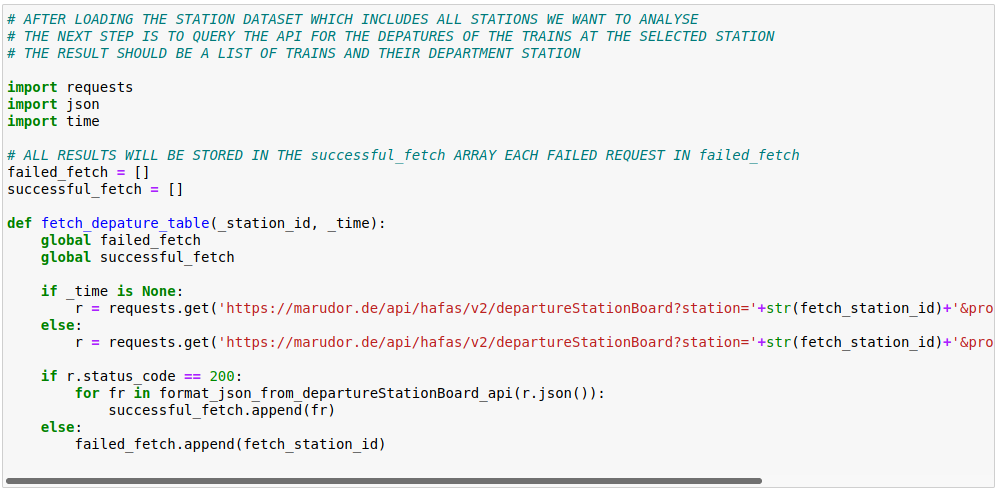 # AFTER LOADING THE STATION DATASET WHICH INCLUDES ALL STATIONS WE WANT TO ANALYSE
# THE NEXT STEP IS TO QUERY THE API FOR THE DEPATURES OF THE TRAINS AT THE SELECTED STATION
# THE RESULT SHOULD BE A LIST OF TRAINS AND THEIR DEPARTMENT STATION

import requests
import json
import time

# ALL RESULTS WILL BE STORED IN THE successful_fetch ARRAY EACH FAILED REQUEST IN failed_fetch
failed_fetch = []
successful_fetch = []

def fetch_depature_table(_station_id, _time):
    global failed_fetch
    global successful_fetch

    if _time is None:
        r = requests.get('https://marudor.de/api/hafas/v2/departureStationBoard?station='+str(fetch_station_id)+'&pro
    else:
        r = requests.get('https://marudor.de/api/hafas/v2/departureStationBoard?station='+str(fetch_station_id)+'&pro

    if r.status_code == 200:
        for fr in format_json_from_departureStationBoard_api(r.json()):
            successful_fetch.append(fr)
    else:
        failed_fetch.append(fetch_station_id)